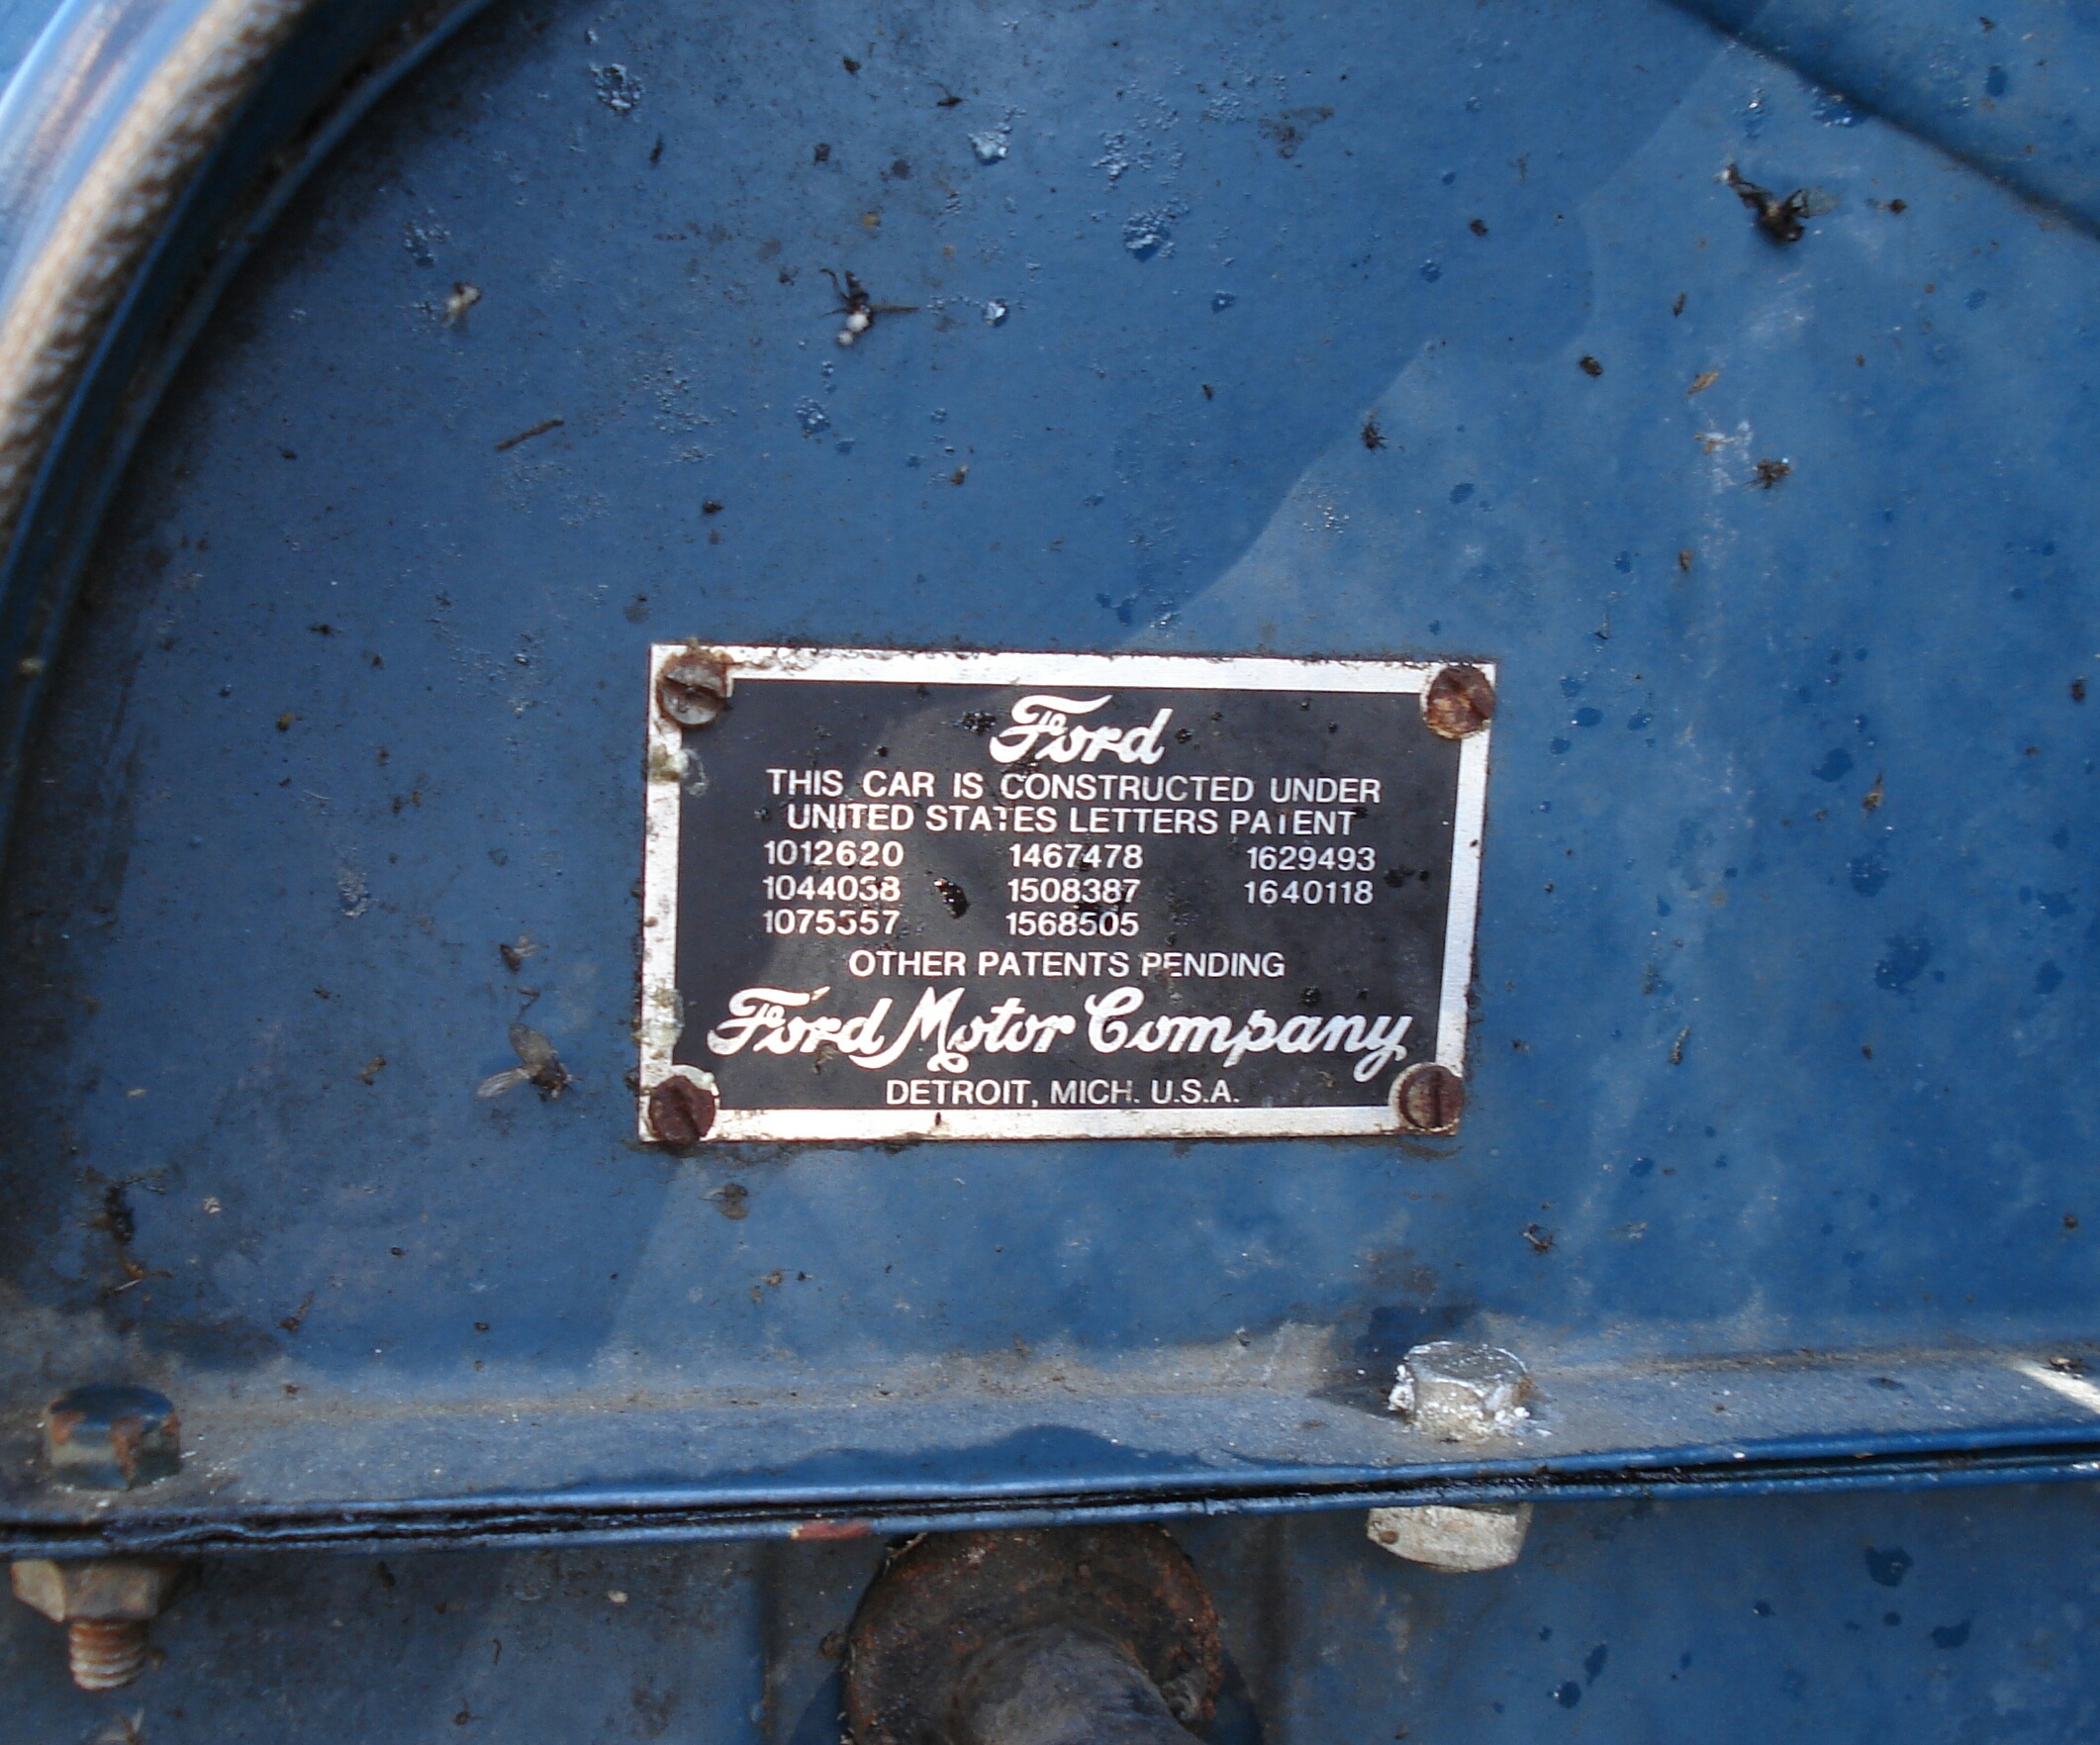 Ford
THIS CAR IS CONSTRUCTED UNDER
UNITED STATES LETTERS PATENT
1012620 1467478 1629493
1044038 1508387 1640118
1075357 1568505
OTHER PATENTS PENDING
Ford Motor Company
DETROIT, MICH. U.S.A.